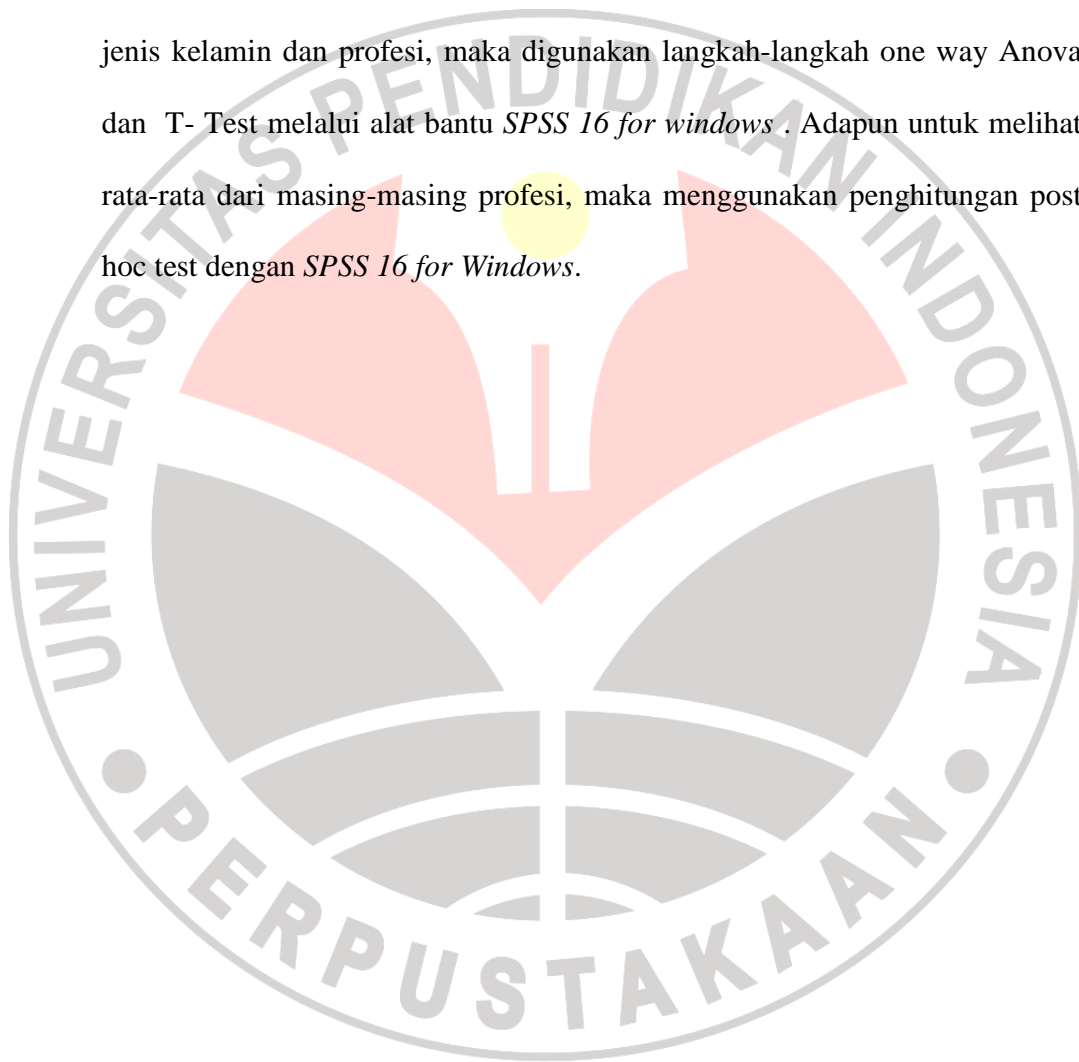 jenis kelamin dan profesi, maka digunakan langkah-langkah one way Anova
dan T- Test melalui alat bantu SPSS 16 for windows . Adapun untuk melihat
rata-rata dari masing-masing profesi, maka menggunakan penghitungan post
hoc test dengan SPSS 16 for Windows.
UNIVERSITAS PENDIDIKAN INDONESIA
PERPUSTAKAAN